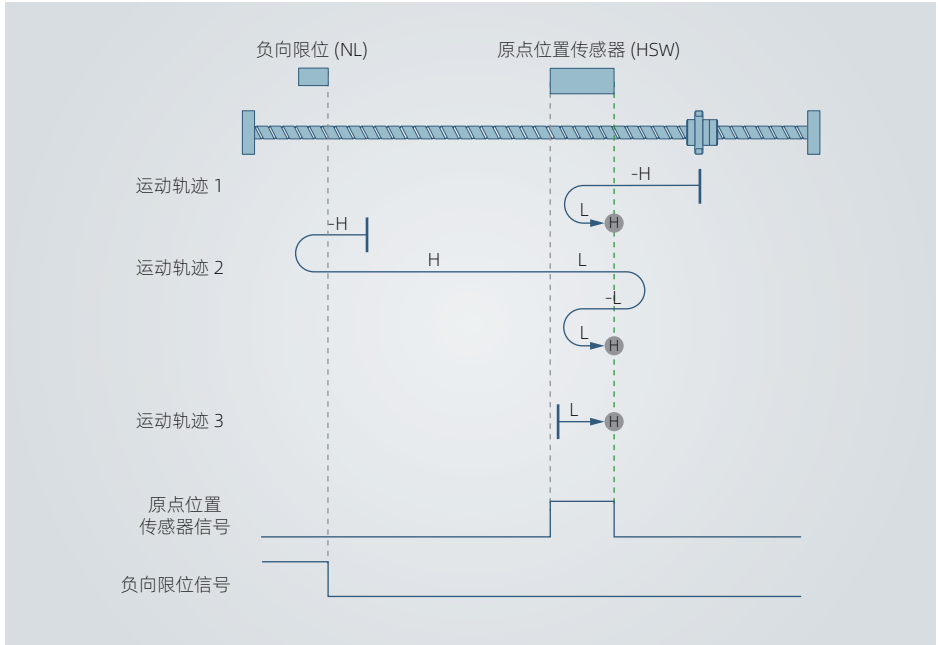 负向限位 (NL)
原点位置传感器 (HSW)
运动轨迹 1
-H
L
H
-H
运动轨迹 2
H
L
-L
L
H
运动轨迹 3
L
H
原点位置
传感器信号
负向限位信号